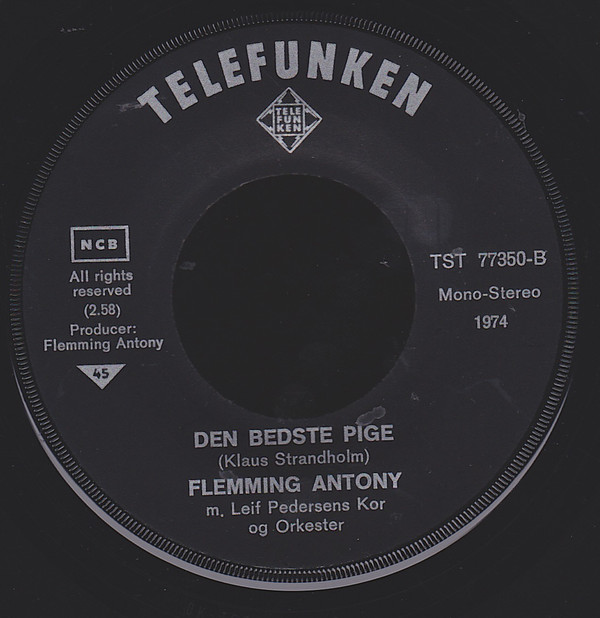 TELEFUNKEN
TELE
FUN
KEN
NCB
All rights
reserved
(2.58)
Producer:
Flemming Antony
45
TST 77350-B
Mono-Stereo
1974
DEN BEDSTE PIGE
(Klaus Strandholm)
FLEMMING ANTONY
m. Leif Pedersens Kor
og Orkester